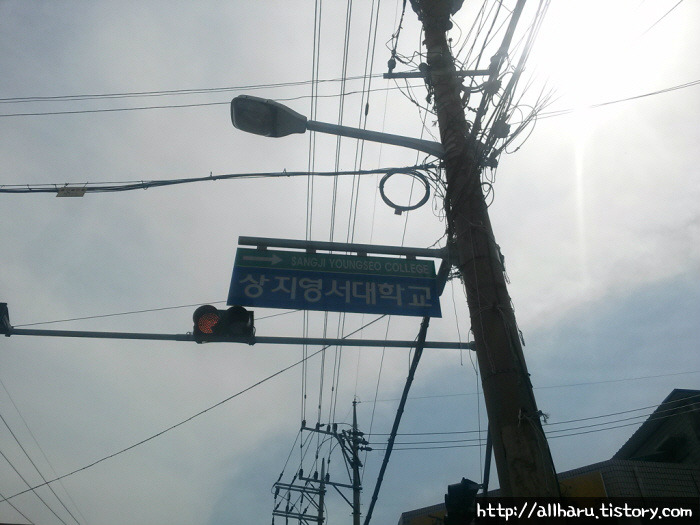 SANGJI YOUNGSEO COLLEGE
상지영서대학교
http://allharu.tistory.com